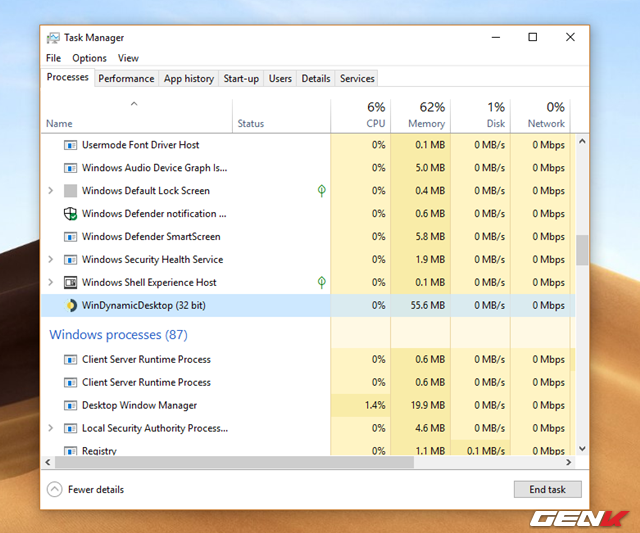 Task Manager
File Options View
Processes Performance App history Start-up Users Details Services
6% 62% 1% 0%
Name Status CPU Memory Disk Network
Usermode Font Driver Host 0% 0.1 MB 0 MB/s 0 Mbps
Windows Audio Device Graph Is... 0% 5.0 MB 0 MB/s 0 Mbps
Windows Default Lock Screen 0% 0.4 MB 0 MB/s 0 Mbps
Windows Defender notification ... 0% 0.6 MB 0 MB/s 0 Mbps
Windows Defender SmartScreen 0% 5.8 MB 0 MB/s 0 Mbps
Windows Security Health Service 0% 1.9 MB 0 MB/s 0 Mbps
Windows Shell Experience Host 0% 0.1 MB 0 MB/s 0 Mbps
WinDynamicDesktop (32 bit) 0% 55.6 MB 0 MB/s 0 Mbps
Windows processes (87)
Client Server Runtime Process 0% 0.6 MB 0 MB/s 0 Mbps
Client Server Runtime Process 0% 0.6 MB 0 MB/s 0 Mbps
Desktop Window Manager 1.4% 19.9 MB 0 MB/s 0 Mbps
Local Security Authority Process... 0% 4.6 MB 0 MB/s 0 Mbps
Registry 0% 1.1 MB 0.1 MB/s 0 Mbps
Fewer details End task
GENK